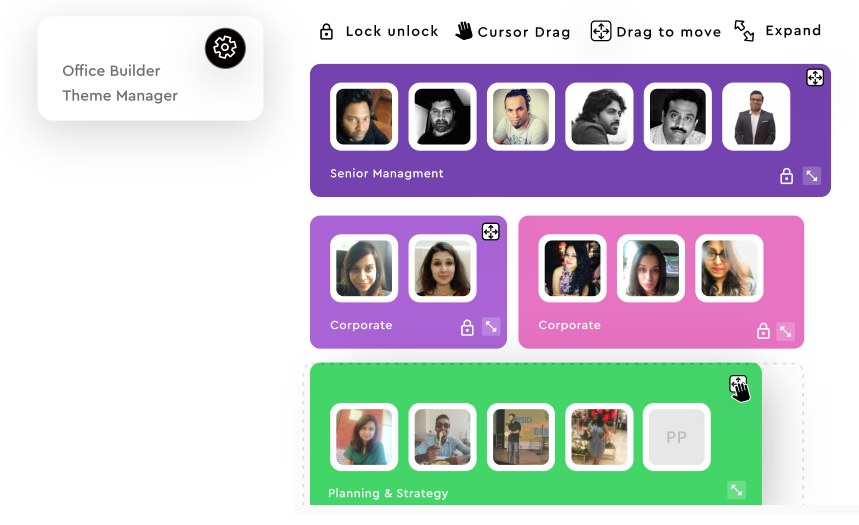 Lock unlock
Cursor Drag
Drag to move
Expand
Office Builder
Theme Manager
Senior Managment
Corporate
Corporate
PP
Planning & Strategy